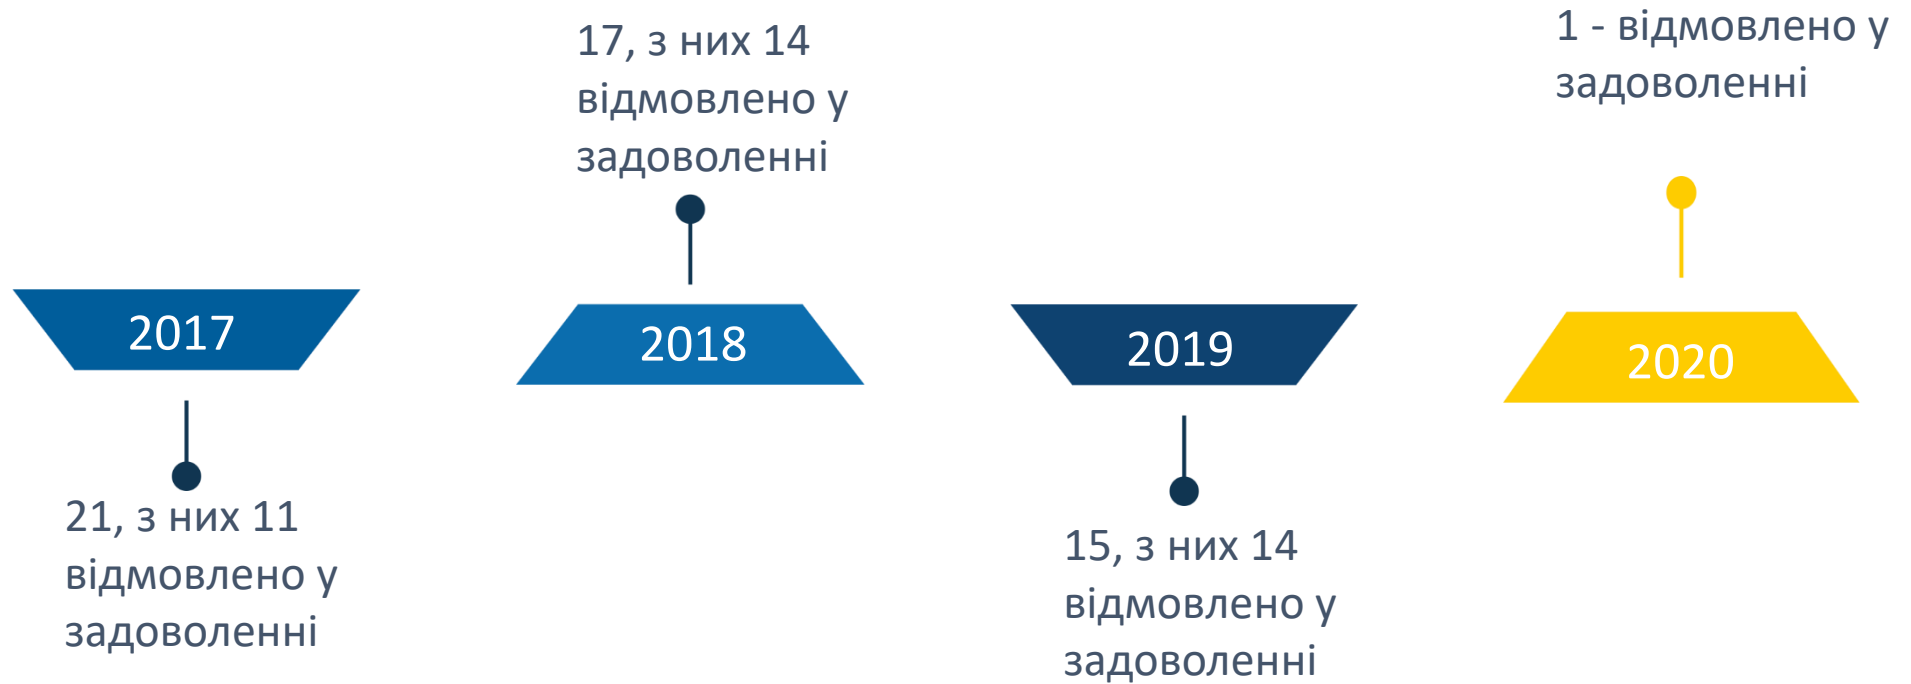 17, з них 14
відмовлено у
задоволенні
1 - відмовлено у
задоволенні
2017
2018
2019
2020
21, з них 11
відмовлено у
задоволенні
15, з них 14
відмовлено у
задоволенні